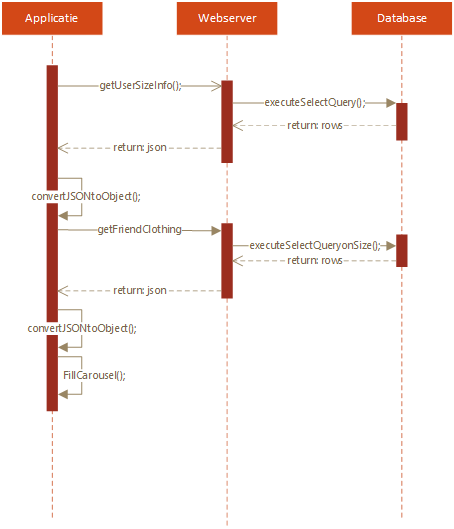 Applicatie
Webserver
Database
getUserSizeInfo();
executeSelectQuery();
return: rows
return: json
convertJSONtoObject();
getFriendClothing
executeSelectQueryonSize();
return: rows
return: json
convertJSONtoObject();
FillCarousel();